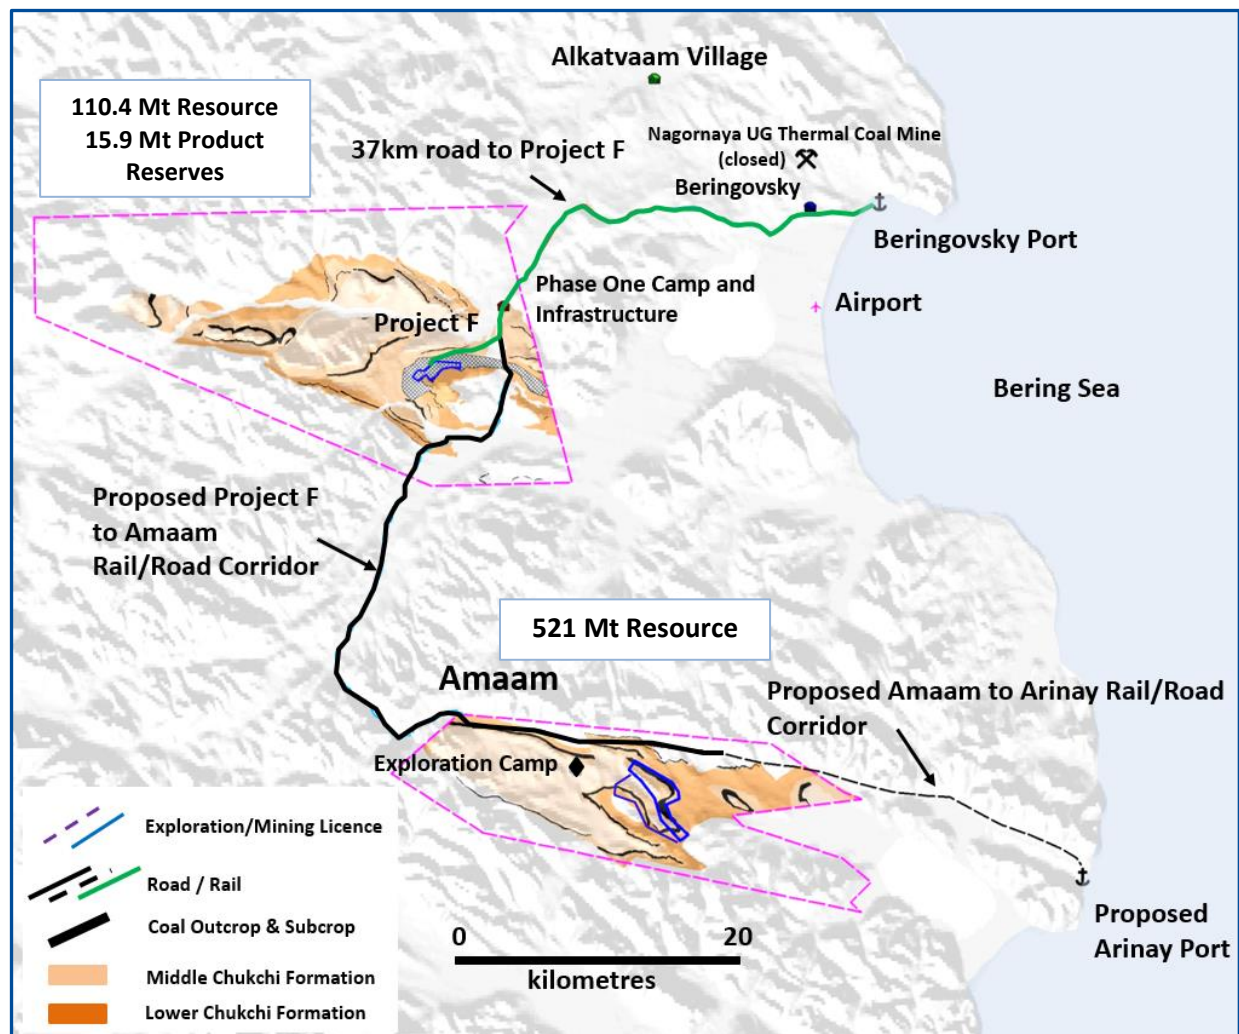 Alkatvaam Village
110.4 Mt Resource
15.9 Mt Product
Reserves
37km road to Project F
Nagornaya UG Thermal Coal Mine
(closed)
Beringovsky
Beringovsky Port
Phase One Camp and
Infrastructure
Airport
Project F
Bering Sea
Proposed Project F
to Amaam
Rail/Road Corridor
521 Mt Resource
Amaam
Proposed Amaam to Arinay Rail/Road
Corridor
Exploration Camp
Exploration/Mining Licence
Road / Rail
Coal Outcrop & Subcrop
Middle Chukchi Formation
Lower Chukchi Formation
0 20
kilometres
Proposed
Arinay Port